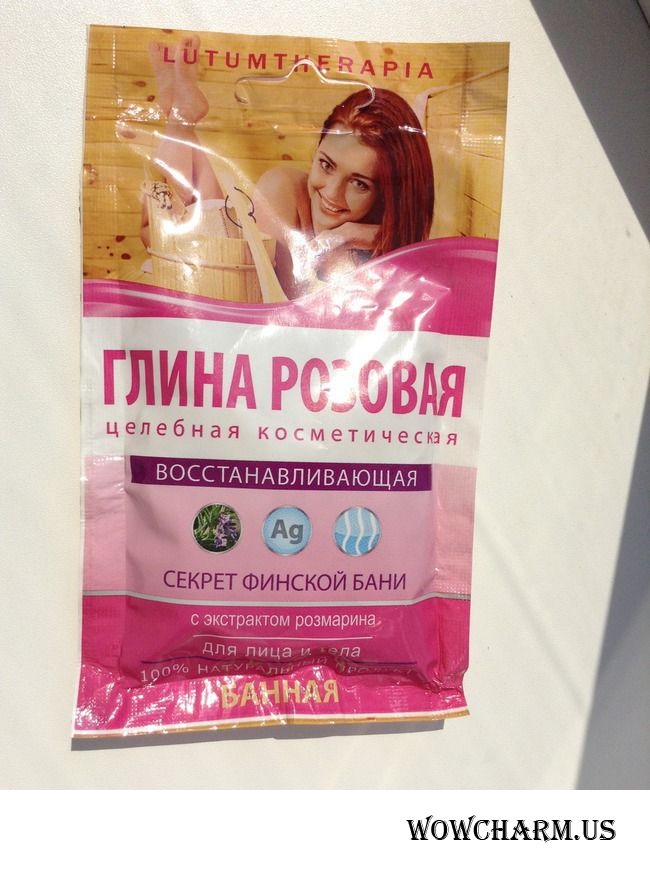 LUTUMTHERAPIA
ГЛИНА РОЗОВАЯ
целебная косметическая
ВОССТАНАВЛИВАЮЩАЯ
Ag
СЕКРЕТ ФИНСКОЙ БАНИ
с экстрактом розмарина
для лица и тела
100% НАТУРАЛЬНЫЙ ПРОДУКТ
БАННАЯ
WOWCHARM.US